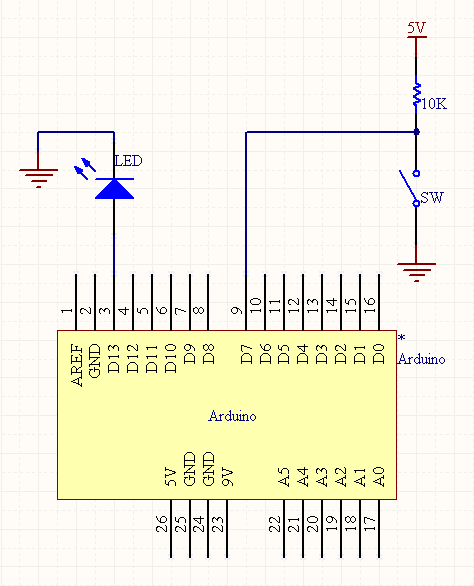 5V
10K
LED
SW
1 2 3 4 5 6 7 8 9 10 11 12 13 14 15 16
*
AREF GND D13 D12 D11 D10 D9 D8 D7 D6 D5 D4 D3 D2 D1 D0
Arduino
Arduino
5V GND GND 9V A5 A4 A3 A2 A1 A0
26 25 24 23 22 21 20 19 18 17